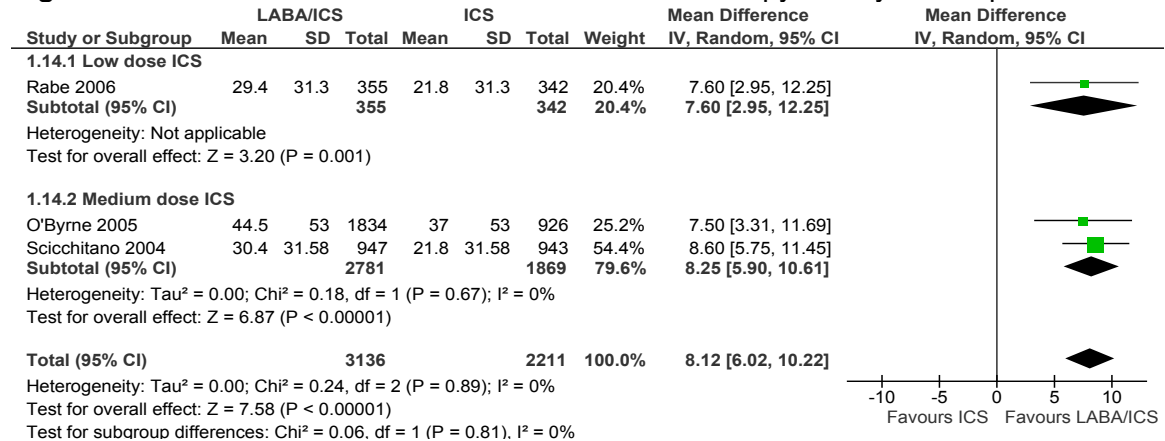 LABA/ICS ICS Mean Difference Mean Difference
Study or Subgroup Mean SD Total Mean SD Total Weight IV, Random, 95% CI IV, Random, 95% CI
1.14.1 Low dose ICS
Rabe 2006 29.4 31.3 355 21.8 31.3 342 20.4% 7.60 [2.95, 12.25]
Subtotal (95% CI) 355 342 20.4% 7.60 [2.95, 12.25]
Heterogeneity: Not applicable
Test for overall effect: Z = 3.20 (P = 0.001)
1.14.2 Medium dose ICS
O'Byrne 2005 44.5 53 1834 37 53 926 25.2% 7.50 [3.31, 11.69]
Scicchitano 2004 30.4 31.58 947 21.8 31.58 943 54.4% 8.60 [5.75, 11.45]
Subtotal (95% CI) 2781 1869 79.6% 8.25 [5.90, 10.61]
Heterogeneity: Tau² = 0.00; Chi² = 0.18, df = 1 (P = 0.67); I² = 0%
Test for overall effect: Z = 6.87 (P < 0.00001)
Total (95% CI) 3136 2211 100.0% 8.12 [6.02, 10.22]
Heterogeneity: Tau² = 0.00; Chi² = 0.24, df = 2 (P = 0.89); I² = 0%
Test for overall effect: Z = 7.58 (P < 0.00001)
Test for subgroup differences: Chi² = 0.06, df = 1 (P = 0.81), I² = 0%
-10 -5 0 5 10
Favours ICS Favours LABA/ICS